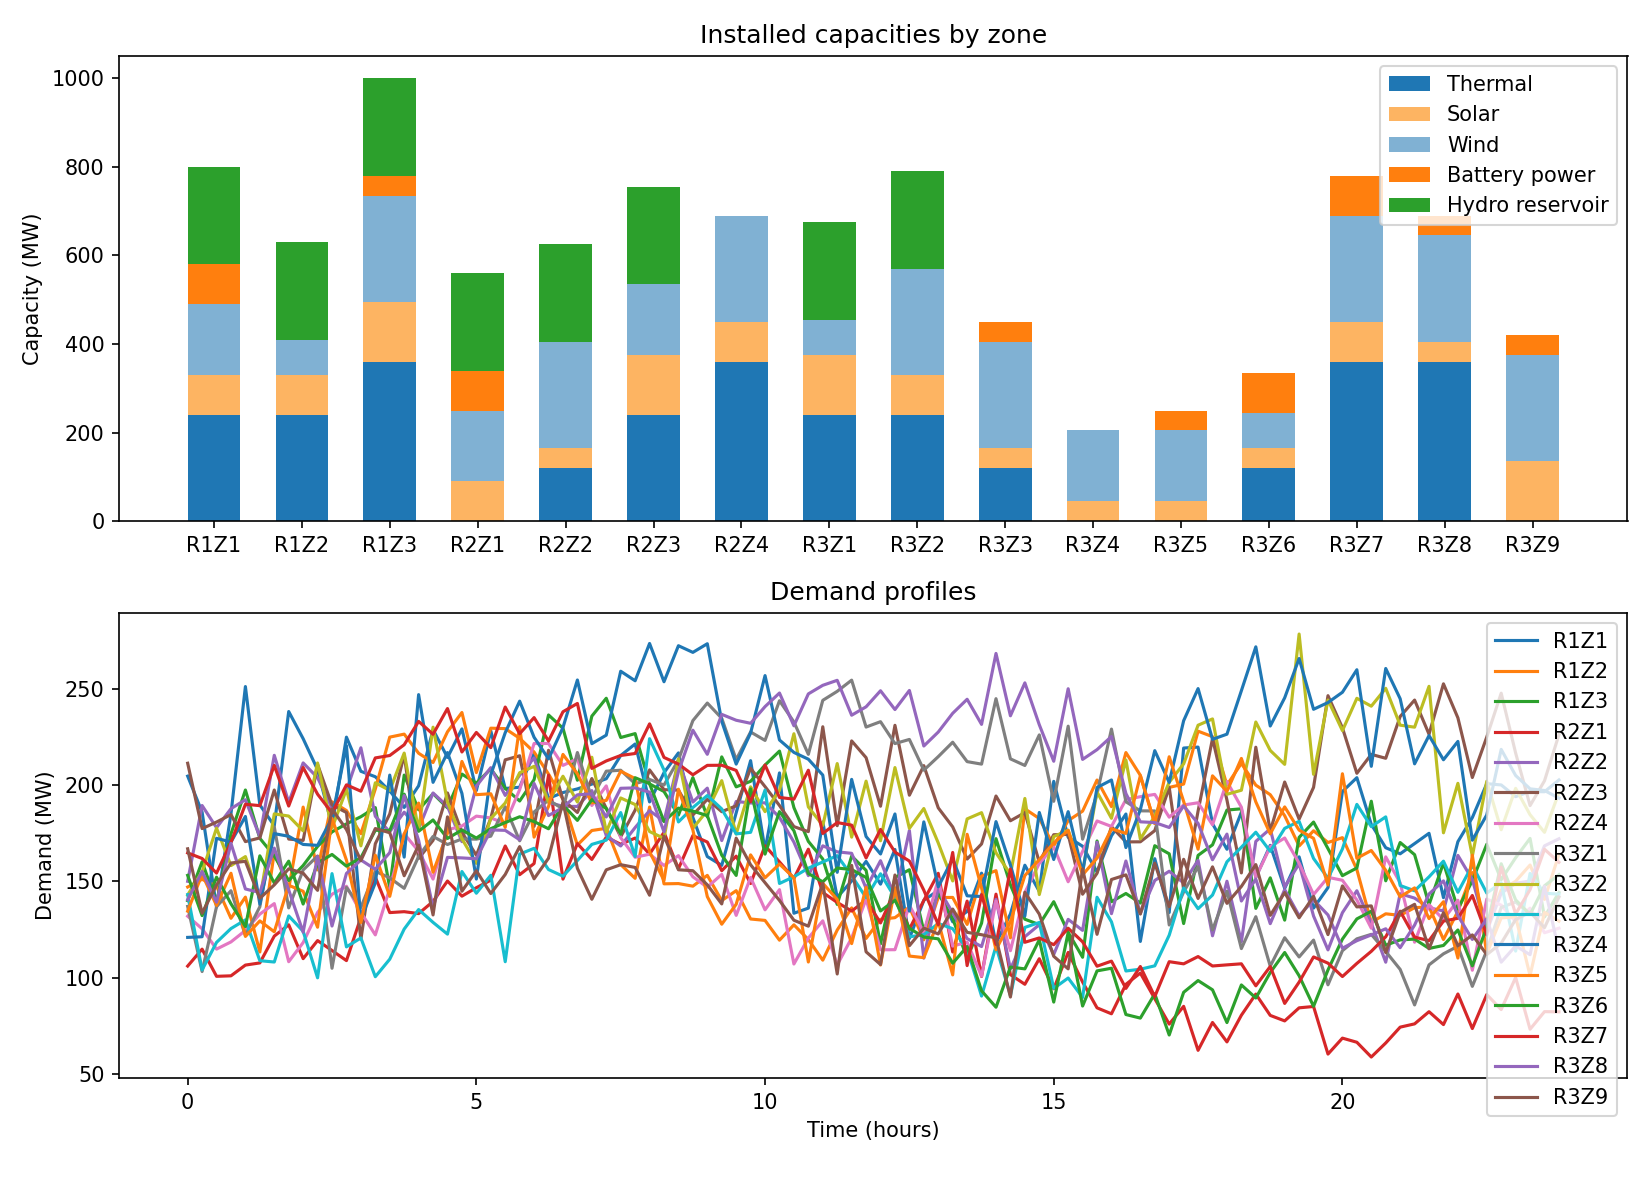 Installed capacities by zone
Capacity (MW)
1000
800
600
400
200
0
Thermal
Solar
Wind
Battery power
Hydro reservoir
R1Z1 R1Z2 R1Z3 R2Z1 R2Z2 R2Z3 R2Z4 R3Z1 R3Z2 R3Z3 R3Z4 R3Z5 R3Z6 R3Z7 R3Z8 R3Z9
Demand profiles
Demand (MW)
250
200
150
100
50
R1Z1
R1Z2
R1Z3
R2Z1
R2Z2
R2Z3
R2Z4
R3Z1
R3Z2
R3Z3
R3Z4
R3Z5
R3Z6
R3Z7
R3Z8
R3Z9
0 5 10 15 20
Time (hours)